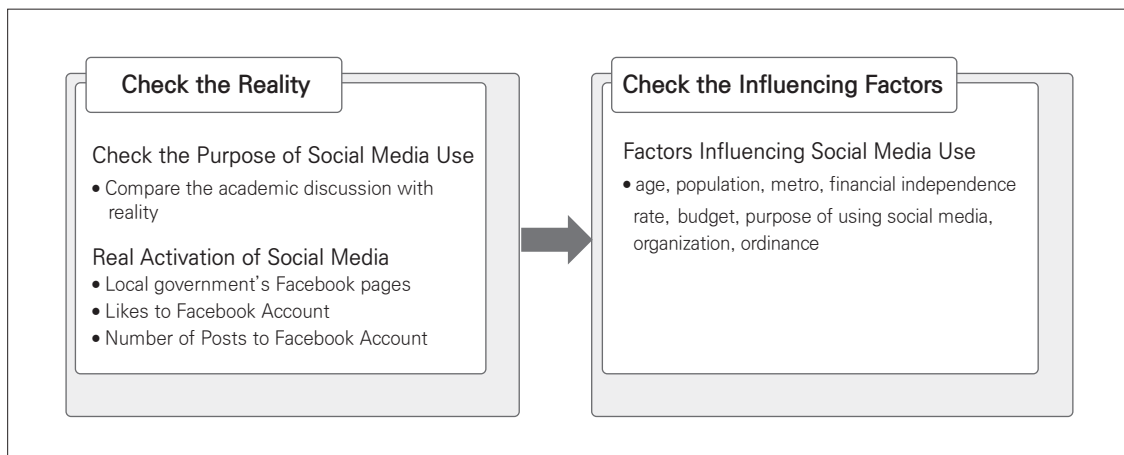 Check the Reality
Check the Purpose of Social Media Use
• Compare the academic discussion with
reality
Real Activation of Social Media
• Local government's Facebook pages
• Likes to Facebook Account
• Number of Posts to Facebook Account
Check the Influencing Factors
Factors Influencing Social Media Use
• age, population, metro, financial independence
rate, budget, purpose of using social media,
organization, ordinance